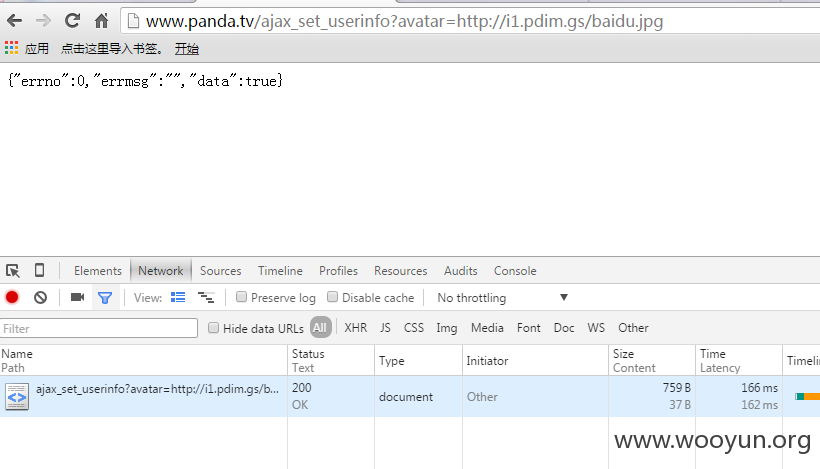 www.panda.tv/ajax_set_userinfo?avatar=http://i1.pdim.gs/baidu.jpg
应用 点击这里导入书签。 开始
{"errno":0,"errmsg":"","data":true}
Elements Network Sources Timeline Profiles Resources Audits Console
View: Preserve log Disable cache No throttling
Filter Hide data URLs All XHR JS CSS Img Media Font Doc WS Other
Name Status Type Initiator Size Time Timeli
Path Text Content Latency
ajax_set_userinfo?avatar=http://i1.pdim.gs/b... 200 document Other 759 B 166 ms
OK 37 B 162 ms
www.wooyun.org